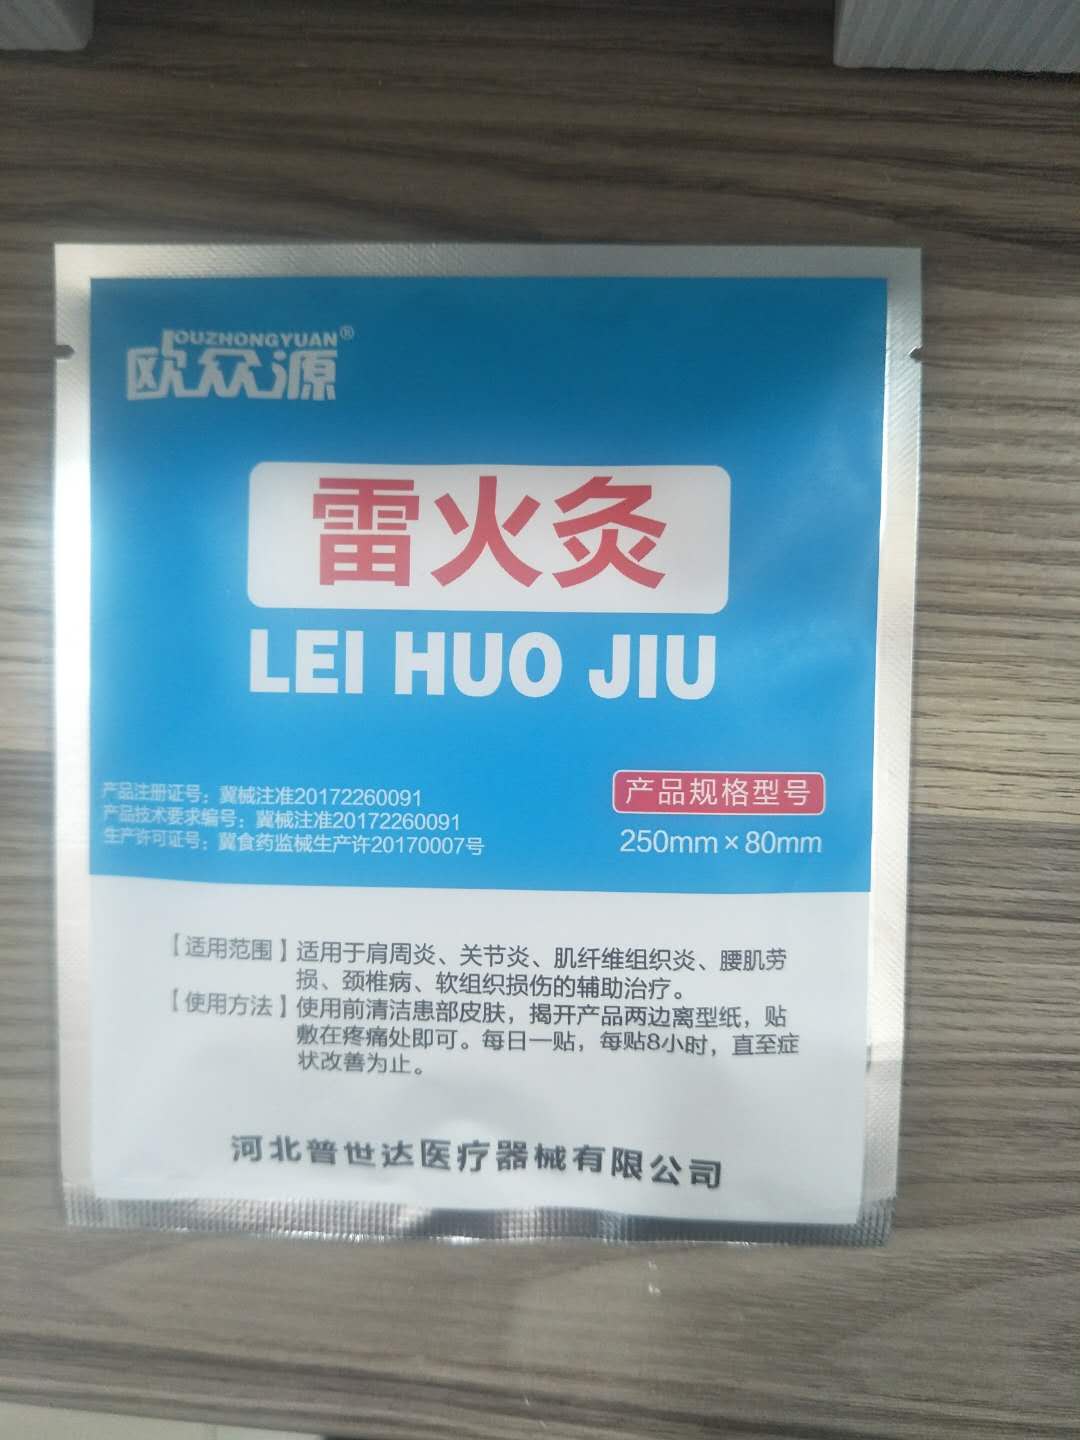 OUZHONGYUAN®
欧众源
雷火灸
LEI HUO JIU
产品注册证号：冀械注准20172260091
产品技术要求编号：冀械注准20172260091
生产许可证号：冀食药监械生产许20170007号
产品规格型号
250mm×80mm
【适用范围】适用于肩周炎、关节炎、肌纤维组织炎、腰肌劳
损、颈椎病、软组织损伤的辅助治疗。
【使用方法】使用前清洁患部皮肤，揭开产品两边离型纸，贴
敷在疼痛处即可。每日一贴，每贴8小时，直至症
状改善为止。
河北普世达医疗器械有限公司